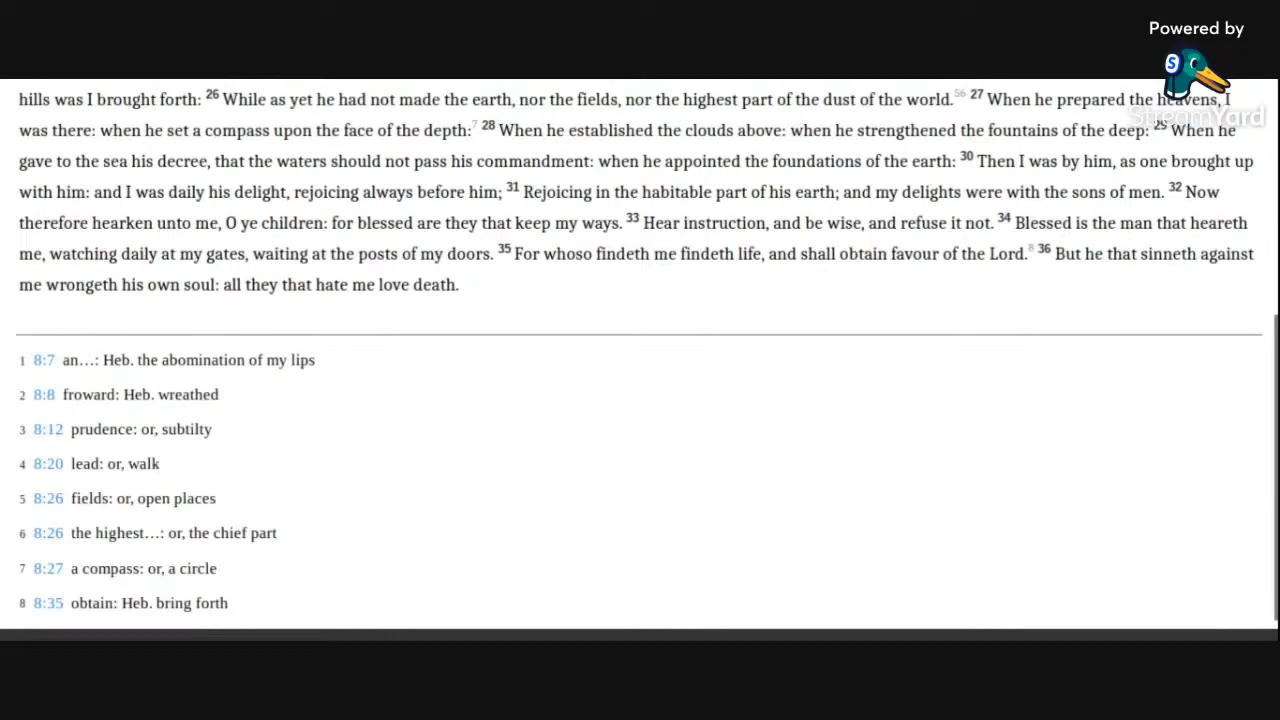 Powered by
S
StreamYard
hills was I brought forth: 26 While as yet he had not made the earth, nor the fields, nor the highest part of the dust of the world.56 27 When he prepared the heavens, I
was there: when he set a compass upon the face of the depth:7 28 When he established the clouds above: when he strengthened the fountains of the deep: 29 When he
gave to the sea his decree, that the waters should not pass his commandment: when he appointed the foundations of the earth: 30 Then I was by him, as one brought up
with him: and I was daily his delight, rejoicing always before him; 31 Rejoicing in the habitable part of his earth; and my delights were with the sons of men. 32 Now
therefore hearken unto me, O ye children: for blessed are they that keep my ways. 33 Hear instruction, and be wise, and refuse it not. 34 Blessed is the man that heareth
me, watching daily at my gates, waiting at the posts of my doors. 35 For whoso findeth me findeth life, and shall obtain favour of the Lord.8 36 But he that sinneth against
me wrongeth his own soul: all they that hate me love death.
1 8:7 an…: Heb. the abomination of my lips
2 8:8 froward: Heb. wreathed
3 8:12 prudence: or, subtilty
4 8:20 lead: or, walk
5 8:26 fields: or, open places
6 8:26 the highest…: or, the chief part
7 8:27 a compass: or, a circle
8 8:35 obtain: Heb. bring forth